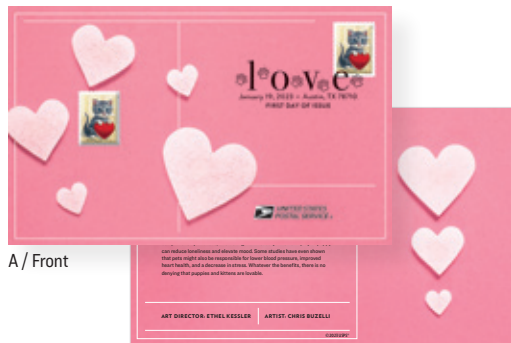 love
January 19, 2023 • Austin, TX 78710
FIRST DAY OF ISSUE
UNITED STATES
POSTAL SERVICE®
A / Front
can reduce loneliness and elevate mood. Some studies have even shown
that pets might also be responsible for lower blood pressure, improved
heart health, and a decrease in stress. Whatever the benefits, there is no
denying that puppies and kittens are lovable.
ART DIRECTOR: ETHEL KESSLER
ARTIST: CHRIS BUZELLI
©2023 USPS